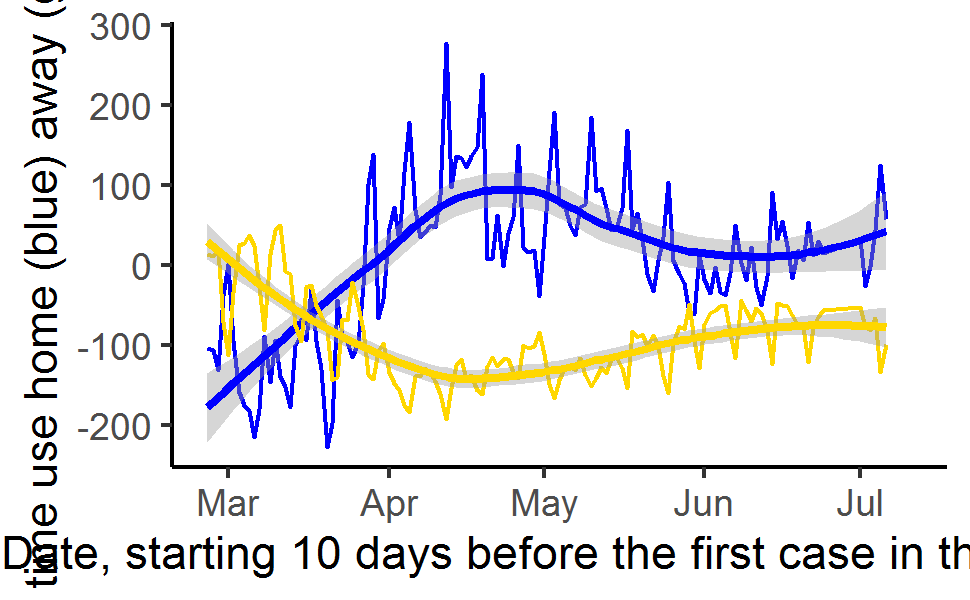 time use home (blue) away (
300
200
100
0
-100
-200
Mar Apr May Jun Jul
Date, starting 10 days before the first case in th